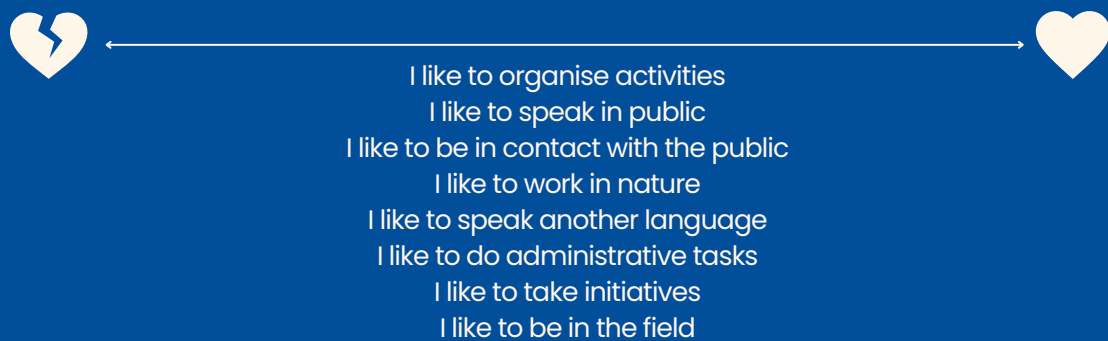 I like to organise activities
I like to speak in public
I like to be in contact with the public
I like to work in nature
I like to speak another language
I like to do administrative tasks
I like to take initiatives
I like to be in the field